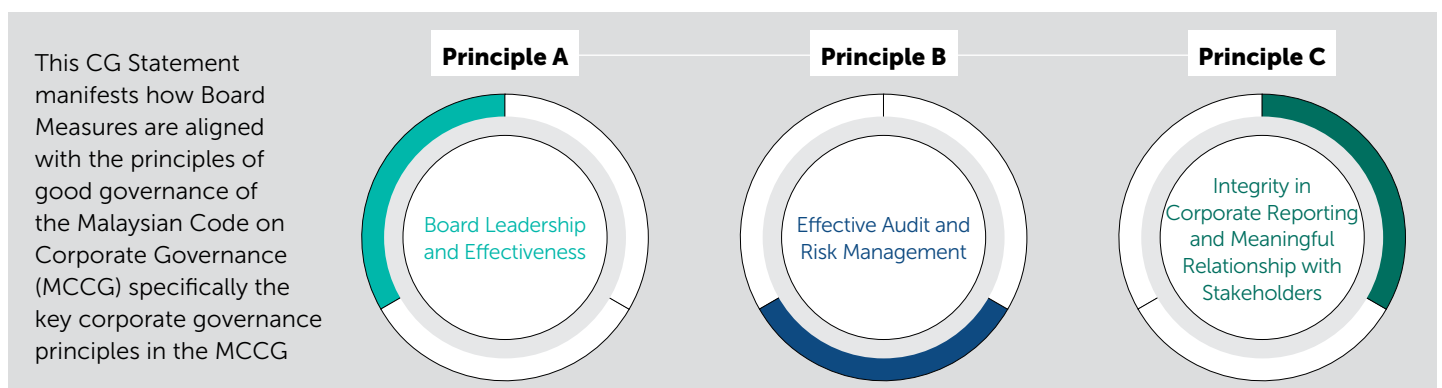 This CG Statement
manifests how Board
Measures are aligned
with the principles of
good governance of
the Malaysian Code on
Corporate Governance
(MCCG) specifically the
key corporate governance
principles in the MCCG
Principle A
Board Leadership
and Effectiveness
Principle B
Effective Audit and
Risk Management
Principle C
Integrity in
Corporate Reporting
and Meaningful
Relationship with
Stakeholders